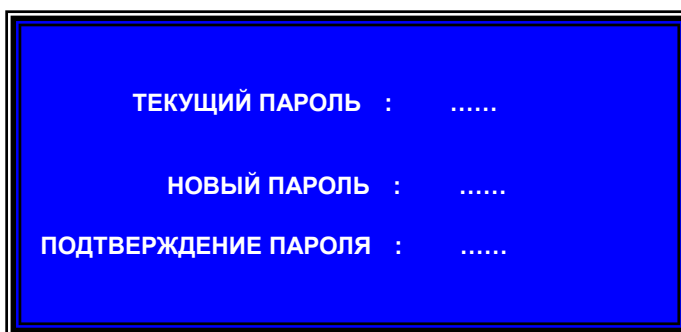 ТЕКУЩИЙ ПАРОЛЬ : ......
НОВЫЙ ПАРОЛЬ : ......
ПОДТВЕРЖДЕНИЕ ПАРОЛЯ : ......